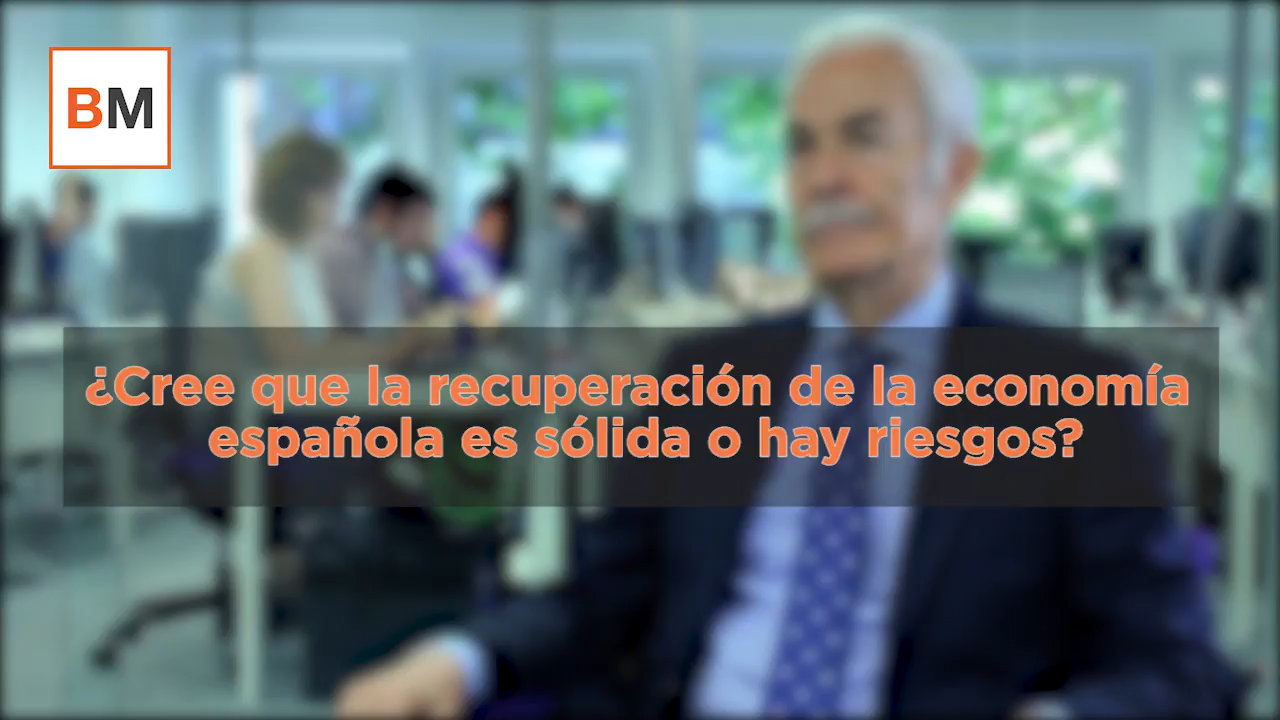 BM
¿Cree que la recuperación de la economía
española es sólida o hay riesgos?